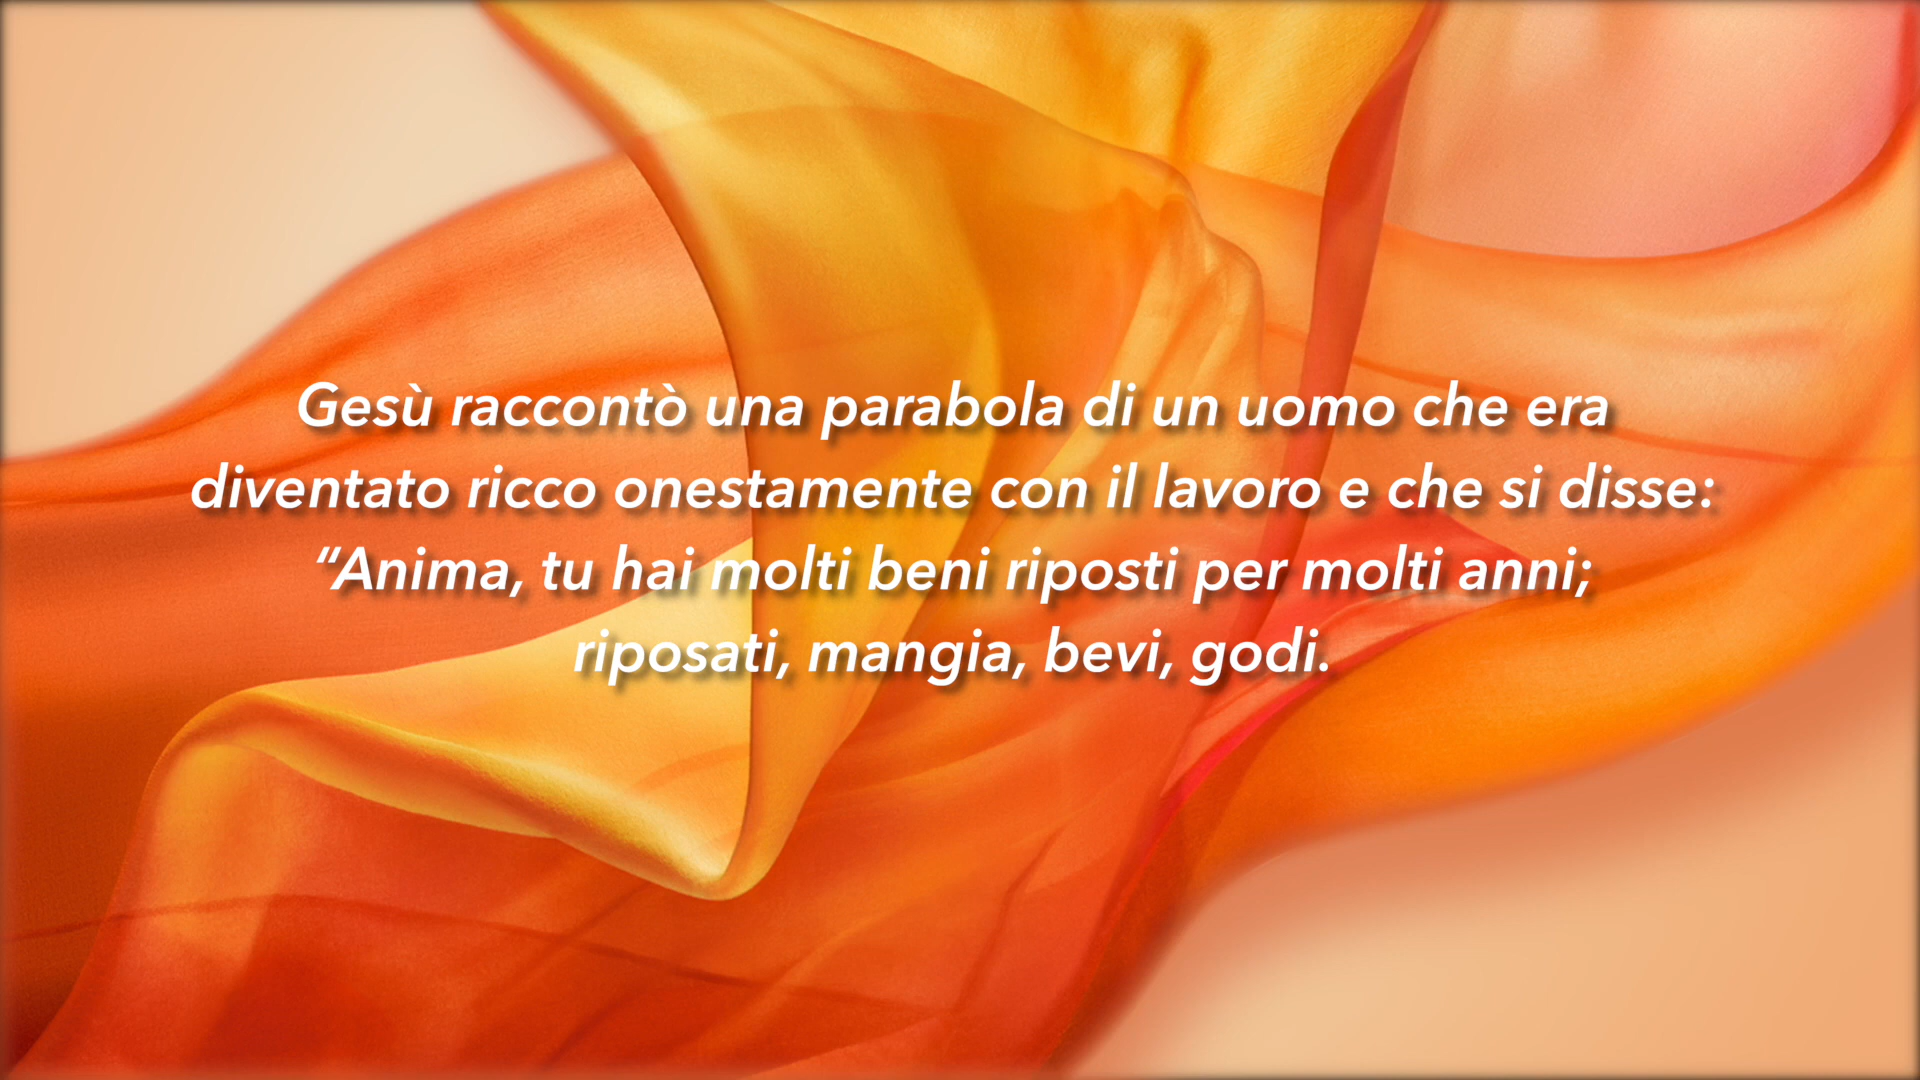 Gesù raccontò una parabola di un uomo che era
diventato ricco onestamente con il lavoro e che si disse:
“Anima, tu hai molti beni riposti per molti anni;
riposati, mangia, bevi, godi.